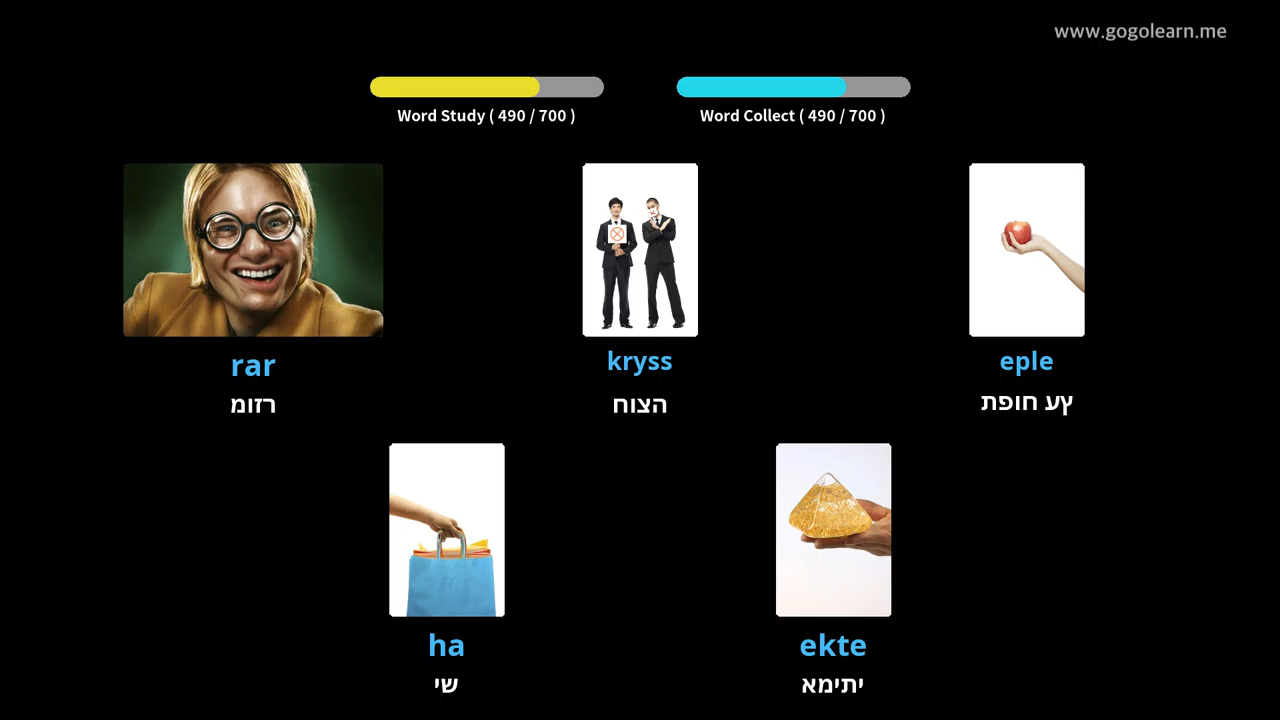 www.gogolearn.me
Word Study ( 490 / 700 )
Word Collect ( 490 / 700 )
rar
רזומ
kryss
הצוח
eple
ץע חופת
ha
שי
ekte
יתימא